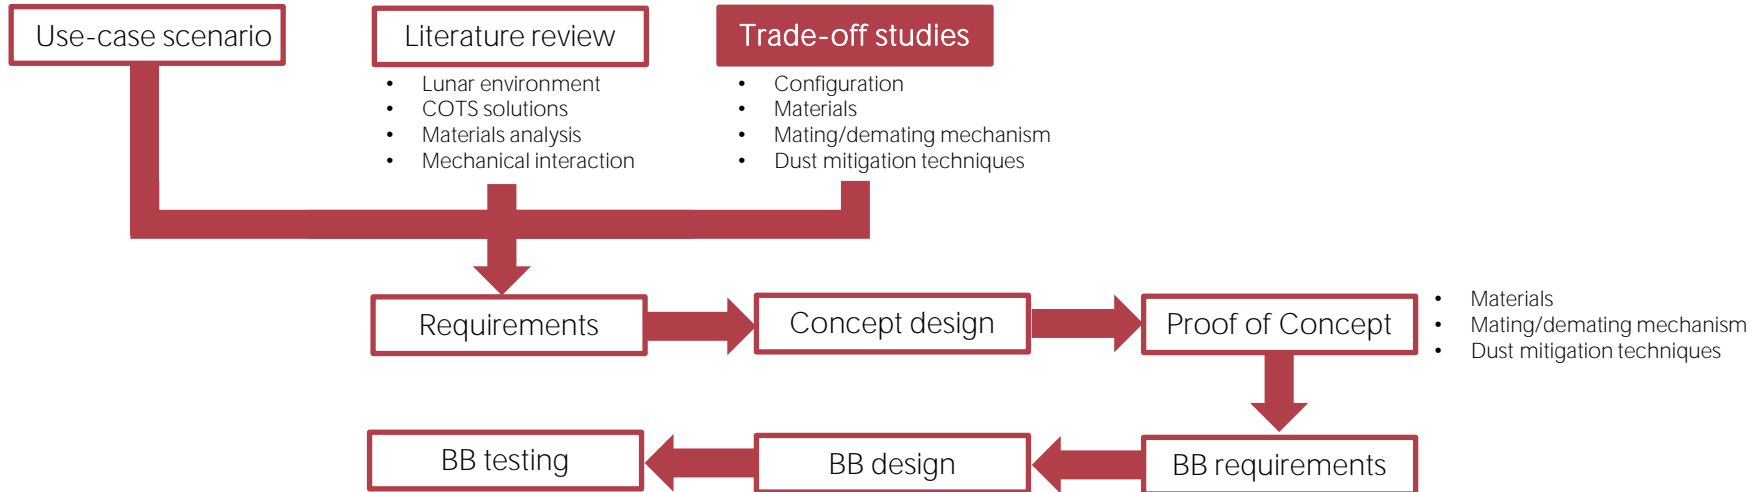 Use-case scenario
Literature review
• Lunar environment
• COTS solutions
• Materials analysis
• Mechanical interaction
Trade-off studies
• Configuration
• Materials
• Mating/demating mechanism
• Dust mitigation techniques
Requirements
Concept design
Proof of Concept
• Materials
• Mating/demating mechanism
• Dust mitigation techniques
BB testing
BB design
BB requirements